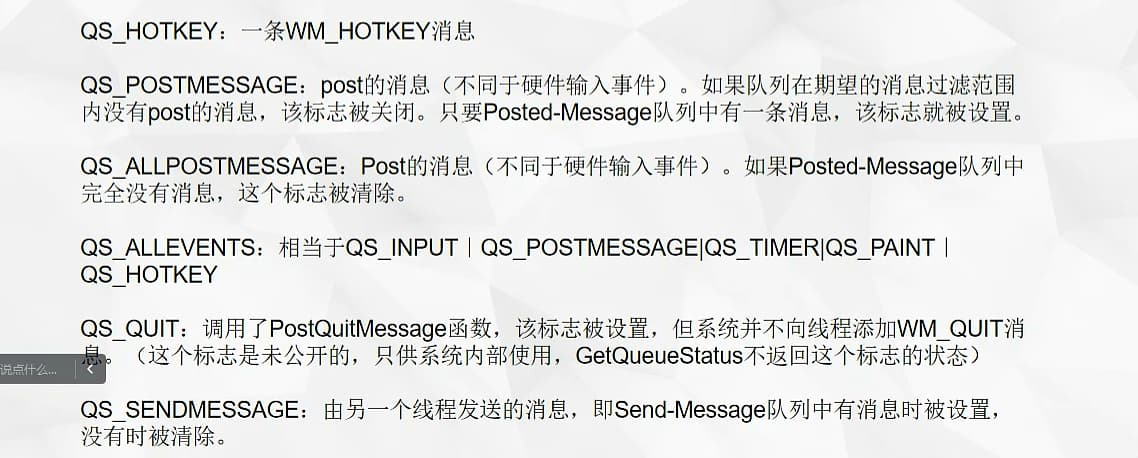 QS_HOTKEY：一条WM_HOTKEY消息
QS_POSTMESSAGE：post的消息（不同于硬件输入事件）。如果队列在期望的消息过滤范围
内没有post的消息，该标志被关闭。只要Posted-Message队列中有一条消息，该标志就被设置。
QS_ALLPOSTMESSAGE：Post的消息（不同于硬件输入事件）。如果Posted-Message队列中
完全没有消息，这个标志被清除。
QS_ALLEVENTS：相当于QS_INPUT｜QS_POSTMESSAGE|QS_TIMER|QS_PAINT｜
QS_HOTKEY
QS_QUIT：调用了PostQuitMessage函数，该标志被设置，但系统并不向线程添加WM_QUIT消
息。（这个标志是未公开的，只供系统内部使用，GetQueueStatus不返回这个标志的状态）
说点什么...
QS_SENDMESSAGE：由另一个线程发送的消息，即Send-Message队列中有消息时被设置，
没有时被清除。